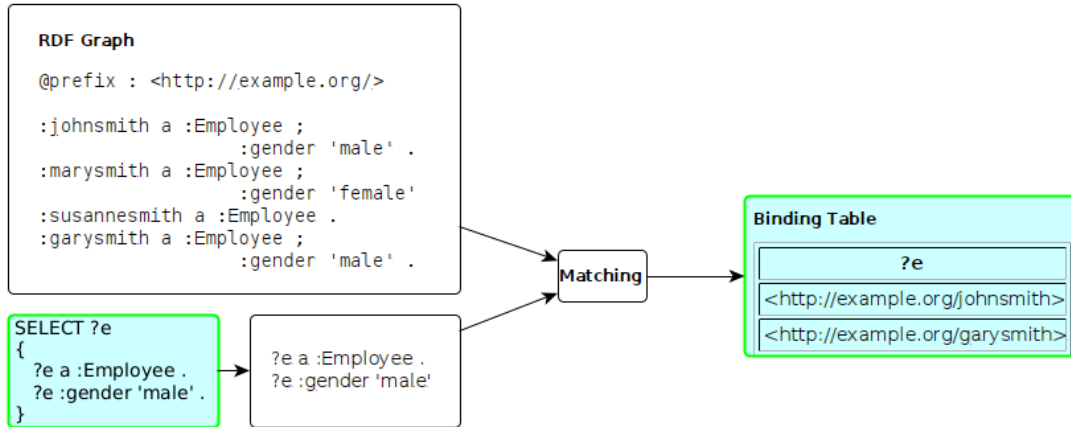 RDF Graph
@prefix : <http://example.org/>
:johnsmith a :Employee ;
:gender 'male' .
:marysmith a :Employee ;
:gender 'female'
:susannesmith a :Employee .
:garysmith a :Employee ;
:gender 'male' .
SELECT ?e
{
?e a :Employee .
?e :gender 'male' .
}
?e a :Employee .
?e :gender 'male'
Matching
Binding Table
?e
<http://example.org/johnsmith>
<http://example.org/garysmith>